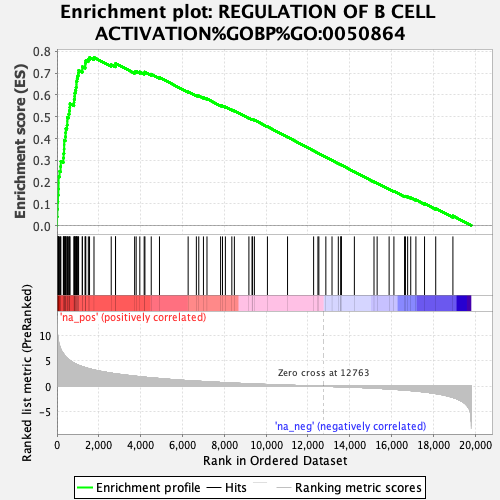 Enrichment plot: REGULATION OF B CELL
ACTIVATION%GOBP%GO:0050864
Enrichment score (ES)
0.8
0.7
0.6
0.5
0.4
0.3
0.2
0.1
0.0
'na_pos' (positively correlated)
Ranked list metric (PreRanked)
10
5
0
-5
Zero cross at 12763
'na_neg' (negatively correlated)
0
2,000
4,000
6,000
8,000
10,000
12,000
14,000
16,000
18,000
20,000
Rank in Ordered Dataset
Enrichment profile
Hits
Ranking metric scores